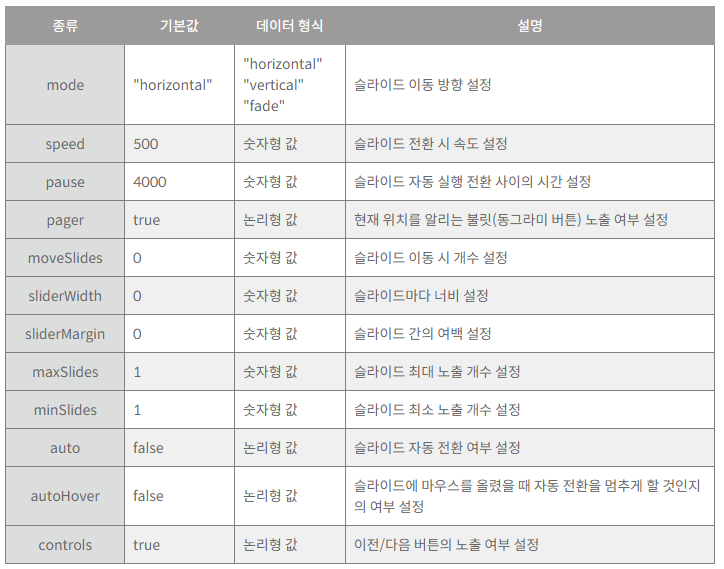 종류 기본값 데이터 형식 설명
mode "horizontal" "horizontal" 슬라이드 이동 방향 설정
"vertical"
"fade"
speed 500 숫자형 값 슬라이드 전환 시 속도 설정
pause 4000 숫자형 값 슬라이드 자동 실행 전환 사이의 시간 설정
pager true 논리형 값 현재 위치를 알리는 불릿(동그라미 버튼) 노출 여부 설정
moveSlides 0 숫자형 값 슬라이드 이동 시 개수 설정
sliderWidth 0 숫자형 값 슬라이드마다 너비 설정
sliderMargin 0 숫자형 값 슬라이드 간의 여백 설정
maxSlides 1 숫자형 값 슬라이드 최대 노출 개수 설정
minSlides 1 숫자형 값 슬라이드 최소 노출 개수 설정
auto false 논리형 값 슬라이드 자동 전환 여부 설정
autoHover false 논리형 값 슬라이드에 마우스를 올렸을 때 자동 전환을 멈추게 할 것인지
의 여부 설정
controls true 논리형 값 이전/다음 버튼의 노출 여부 설정